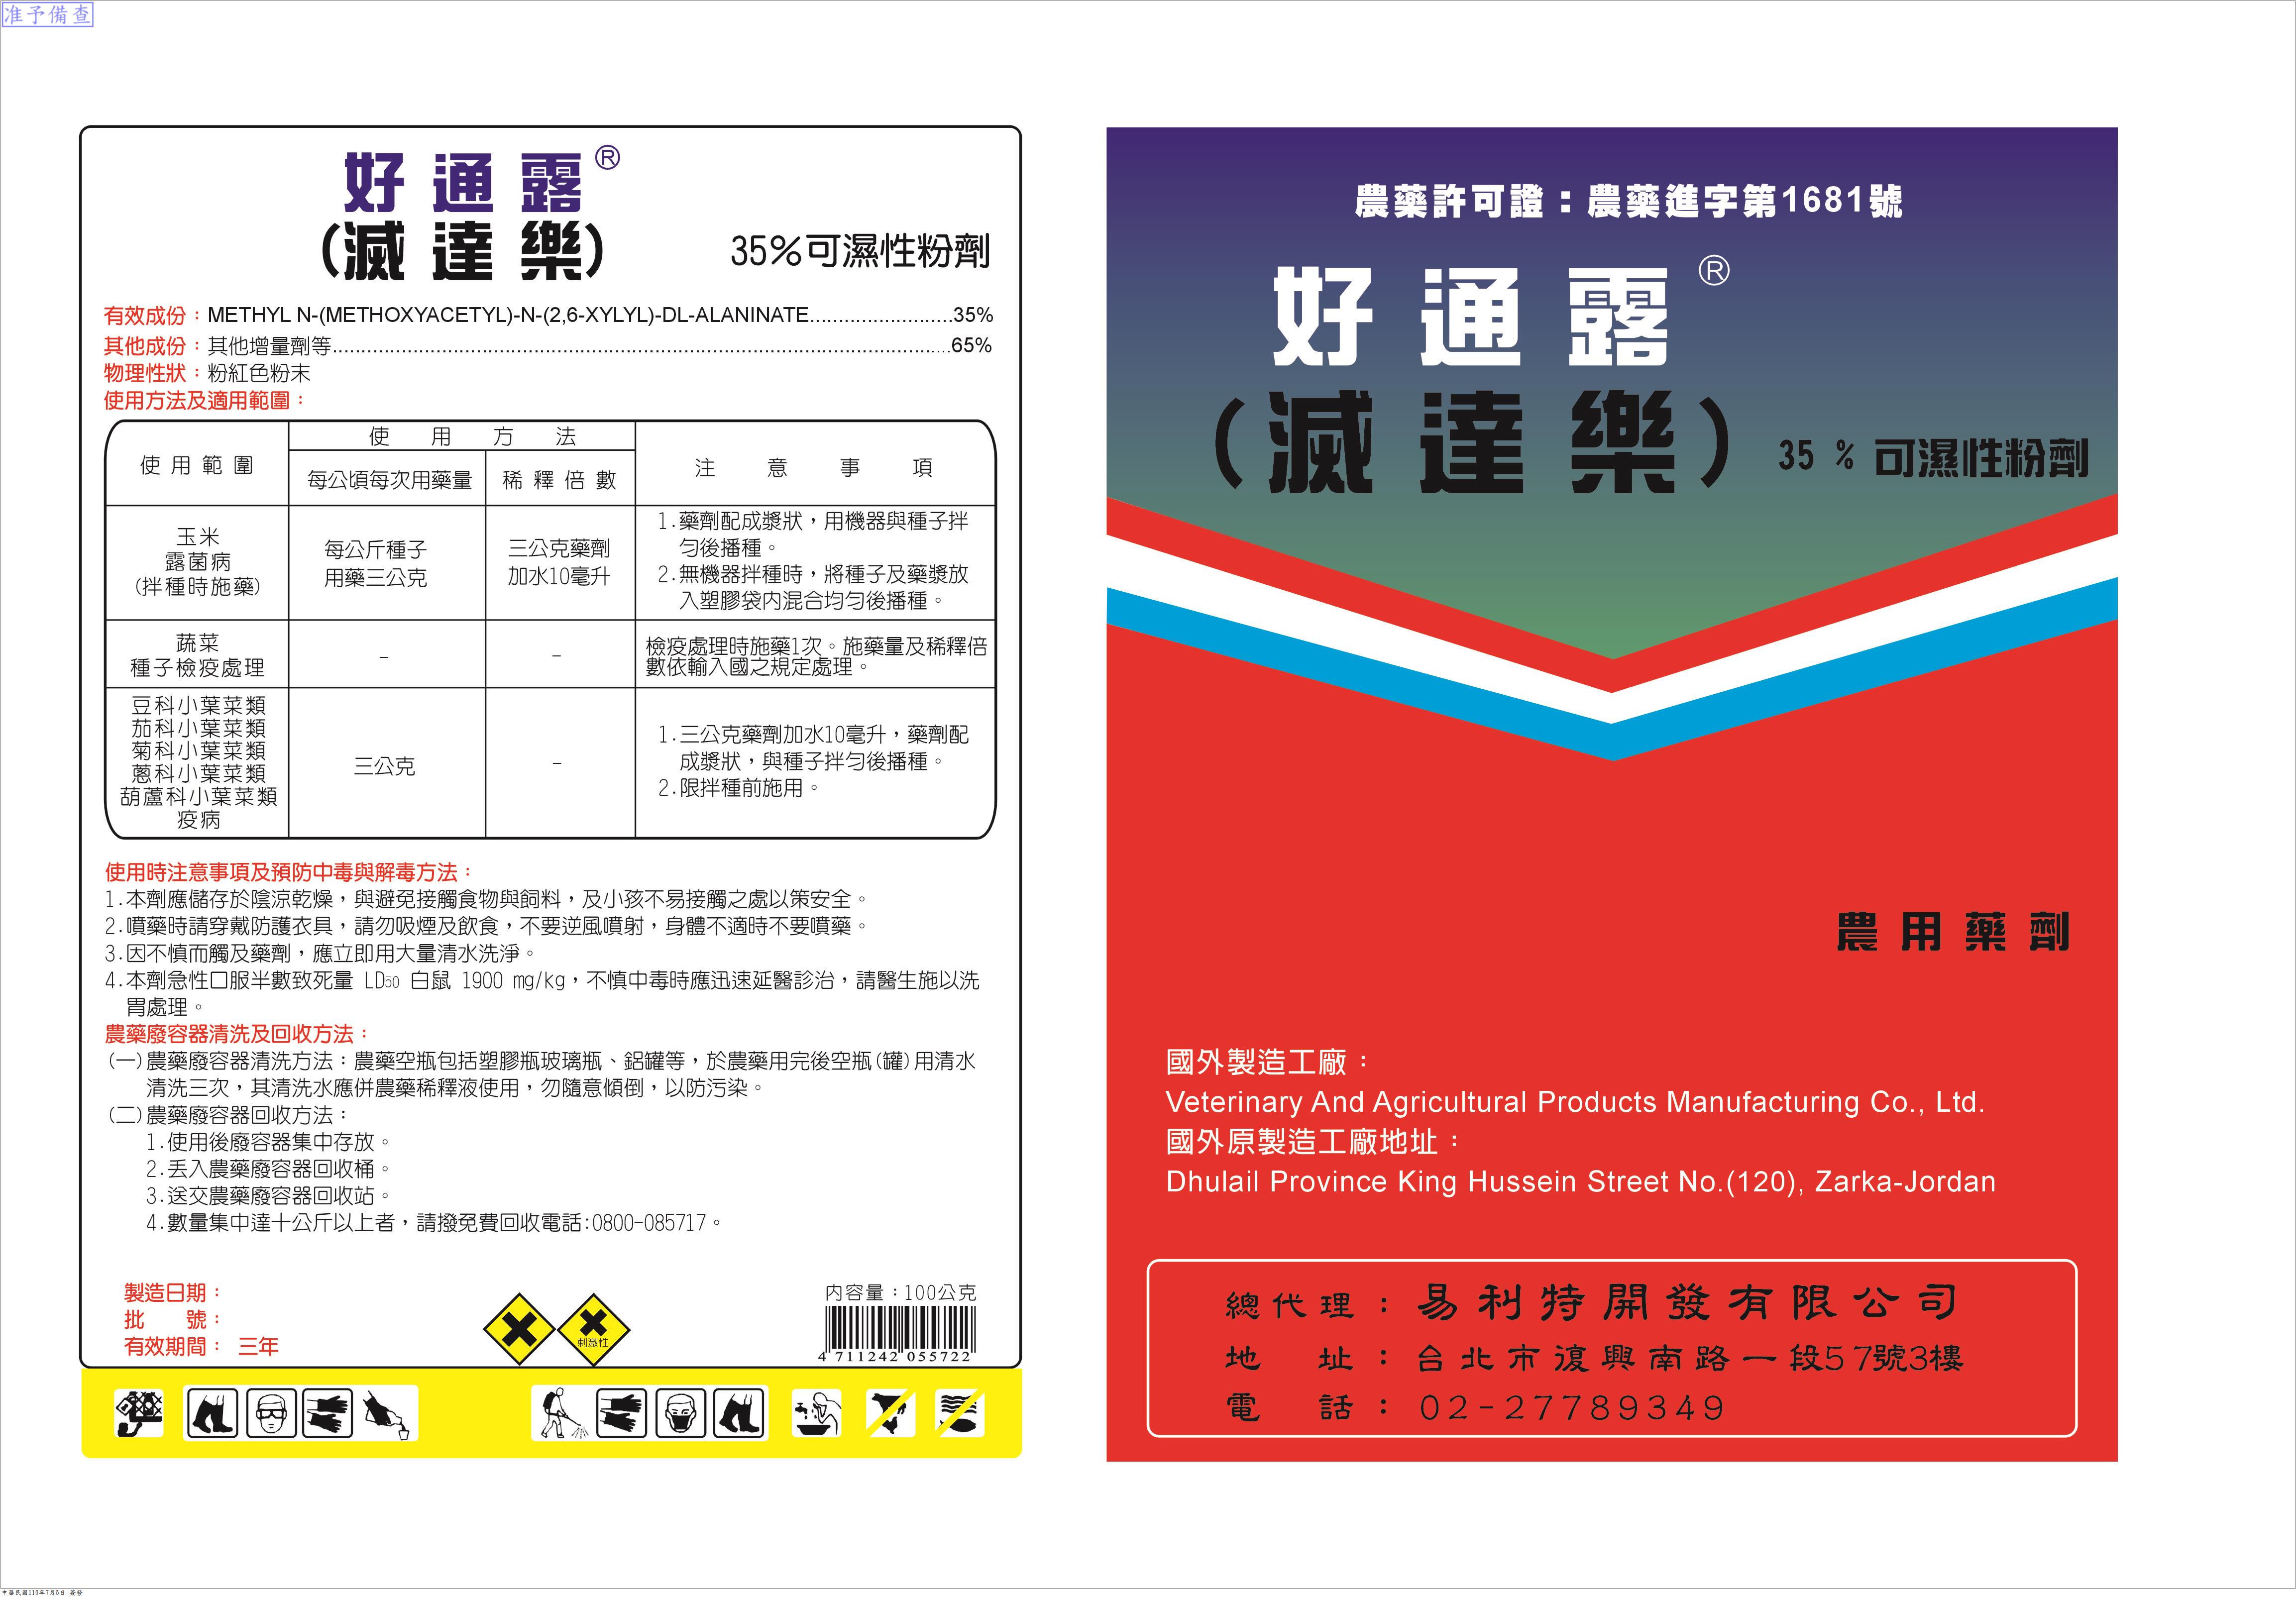 准予備查
好通露®
(滅達樂)
35%可濕性粉劑
有效成份：METHYL N-(METHOXYACETYL)-N-(2,6-XYLYL)-DL-ALANINATE.........................35%
其他成份：其他增量劑等....................................................................................................65%
物理性狀：粉紅色粉末
使用方法及適用範圍：
使用範圍
使用方法
每公頃每次用藥量
稀釋倍數
注意事項
玉米
露菌病
(拌種時施藥)
每公斤種子
用藥三公克
三公克藥劑
加水10毫升
1.藥劑配成漿狀，用機器與種子拌
勻後播種。
2.無機器拌種時，將種子及藥漿放
入塑膠袋內混合均勻後播種。
蔬菜
種子檢疫處理
-
-
檢疫處理時施藥1次。施藥量及稀釋倍
數依輸入國之規定處理。
豆科小葉菜類
茄科小葉菜類
菊科小葉菜類
蔥科小葉菜類
葫蘆科小葉菜類
疫病
三公克
-
1.三公克藥劑加水10毫升，藥劑配
成漿狀，與種子拌勻後播種。
2.限拌種前施用。
使用時注意事項及預防中毒與解毒方法：
1.本劑應儲存於陰涼乾燥，與避免接觸食物與飼料，及小孩不易接觸之處以策安全。
2.噴藥時請穿戴防護衣具，請勿吸煙及飲食，不要逆風噴射，身體不適時不要噴藥。
3.因不慎而觸及藥劑，應立即用大量清水洗淨。
4.本劑急性口服半數致死量 LD50 白鼠 1900 mg/kg，不慎中毒時應迅速延醫診治，請醫生施以洗
胃處理。
農藥廢容器清洗及回收方法：
(一)農藥廢容器清洗方法：農藥空瓶包括塑膠瓶玻璃瓶、鋁罐等，於農藥用完後空瓶(罐)用清水
清洗三次，其清洗水應併農藥稀釋液使用，勿隨意傾倒，以防污染。
(二)農藥廢容器回收方法：
1.使用後廢容器集中存放。
2.丟入農藥廢容器回收桶。
3.送交農藥廢容器回收站。
4.數量集中達十公斤以上者，請撥免費回收電話:0800-085717。
製造日期：
批　號：
有效期間：三年
刺激性
內容量：100公克
4 711242 055722
農藥許可證：農藥進字第1681號
好通露®
(滅達樂)
35 % 可濕性粉劑
農用藥劑
國外製造工廠：
Veterinary And Agricultural Products Manufacturing Co., Ltd.
國外原製造工廠地址：
Dhulail Province King Hussein Street No.(120), Zarka-Jordan
總代理：易利特開發有限公司
地　址：台北市復興南路一段57號3樓
電　話：02-27789349
中華民國110年7月5日 簽發